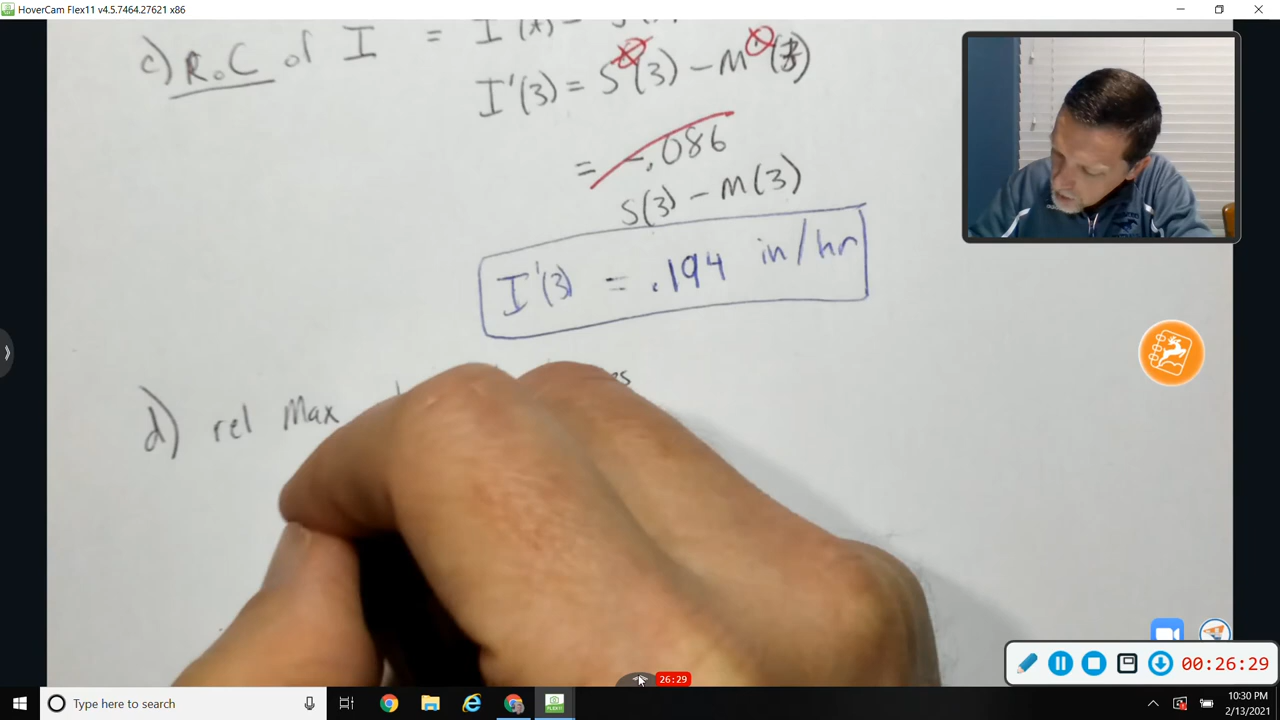 HoverCam Flex11 v4.5.7464.27621 x86
c) R.o.C of I = I'(t) =
I'(3) = S(3) - M(3)
= -.086
S(3) - M(3)
I'(3) = .194 in/hr
d) rel Max
es
00:26:29
26:29
Type here to search
10:30 PM
2/13/2021